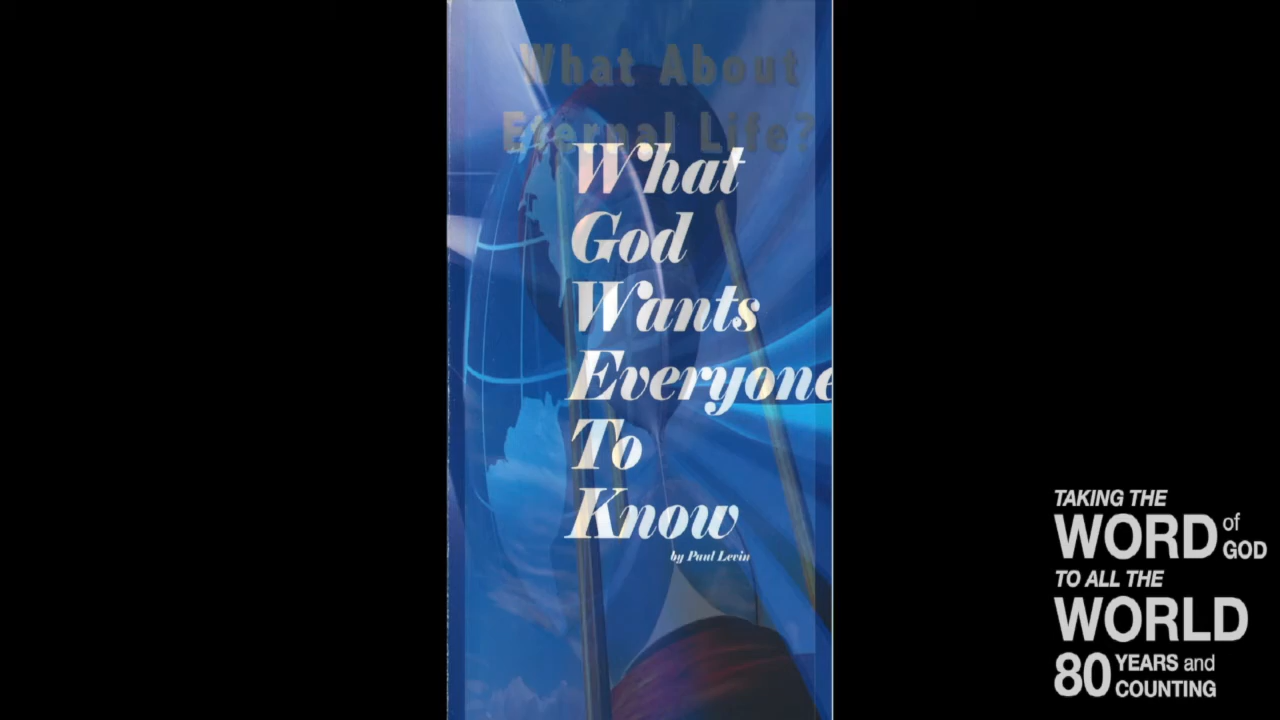 What About
Eternal Life?
What
God
Wants
Everyone
To
Know
by Paul Levin
TAKING THE
WORD of GOD
TO ALL THE
WORLD
80 YEARS and COUNTING